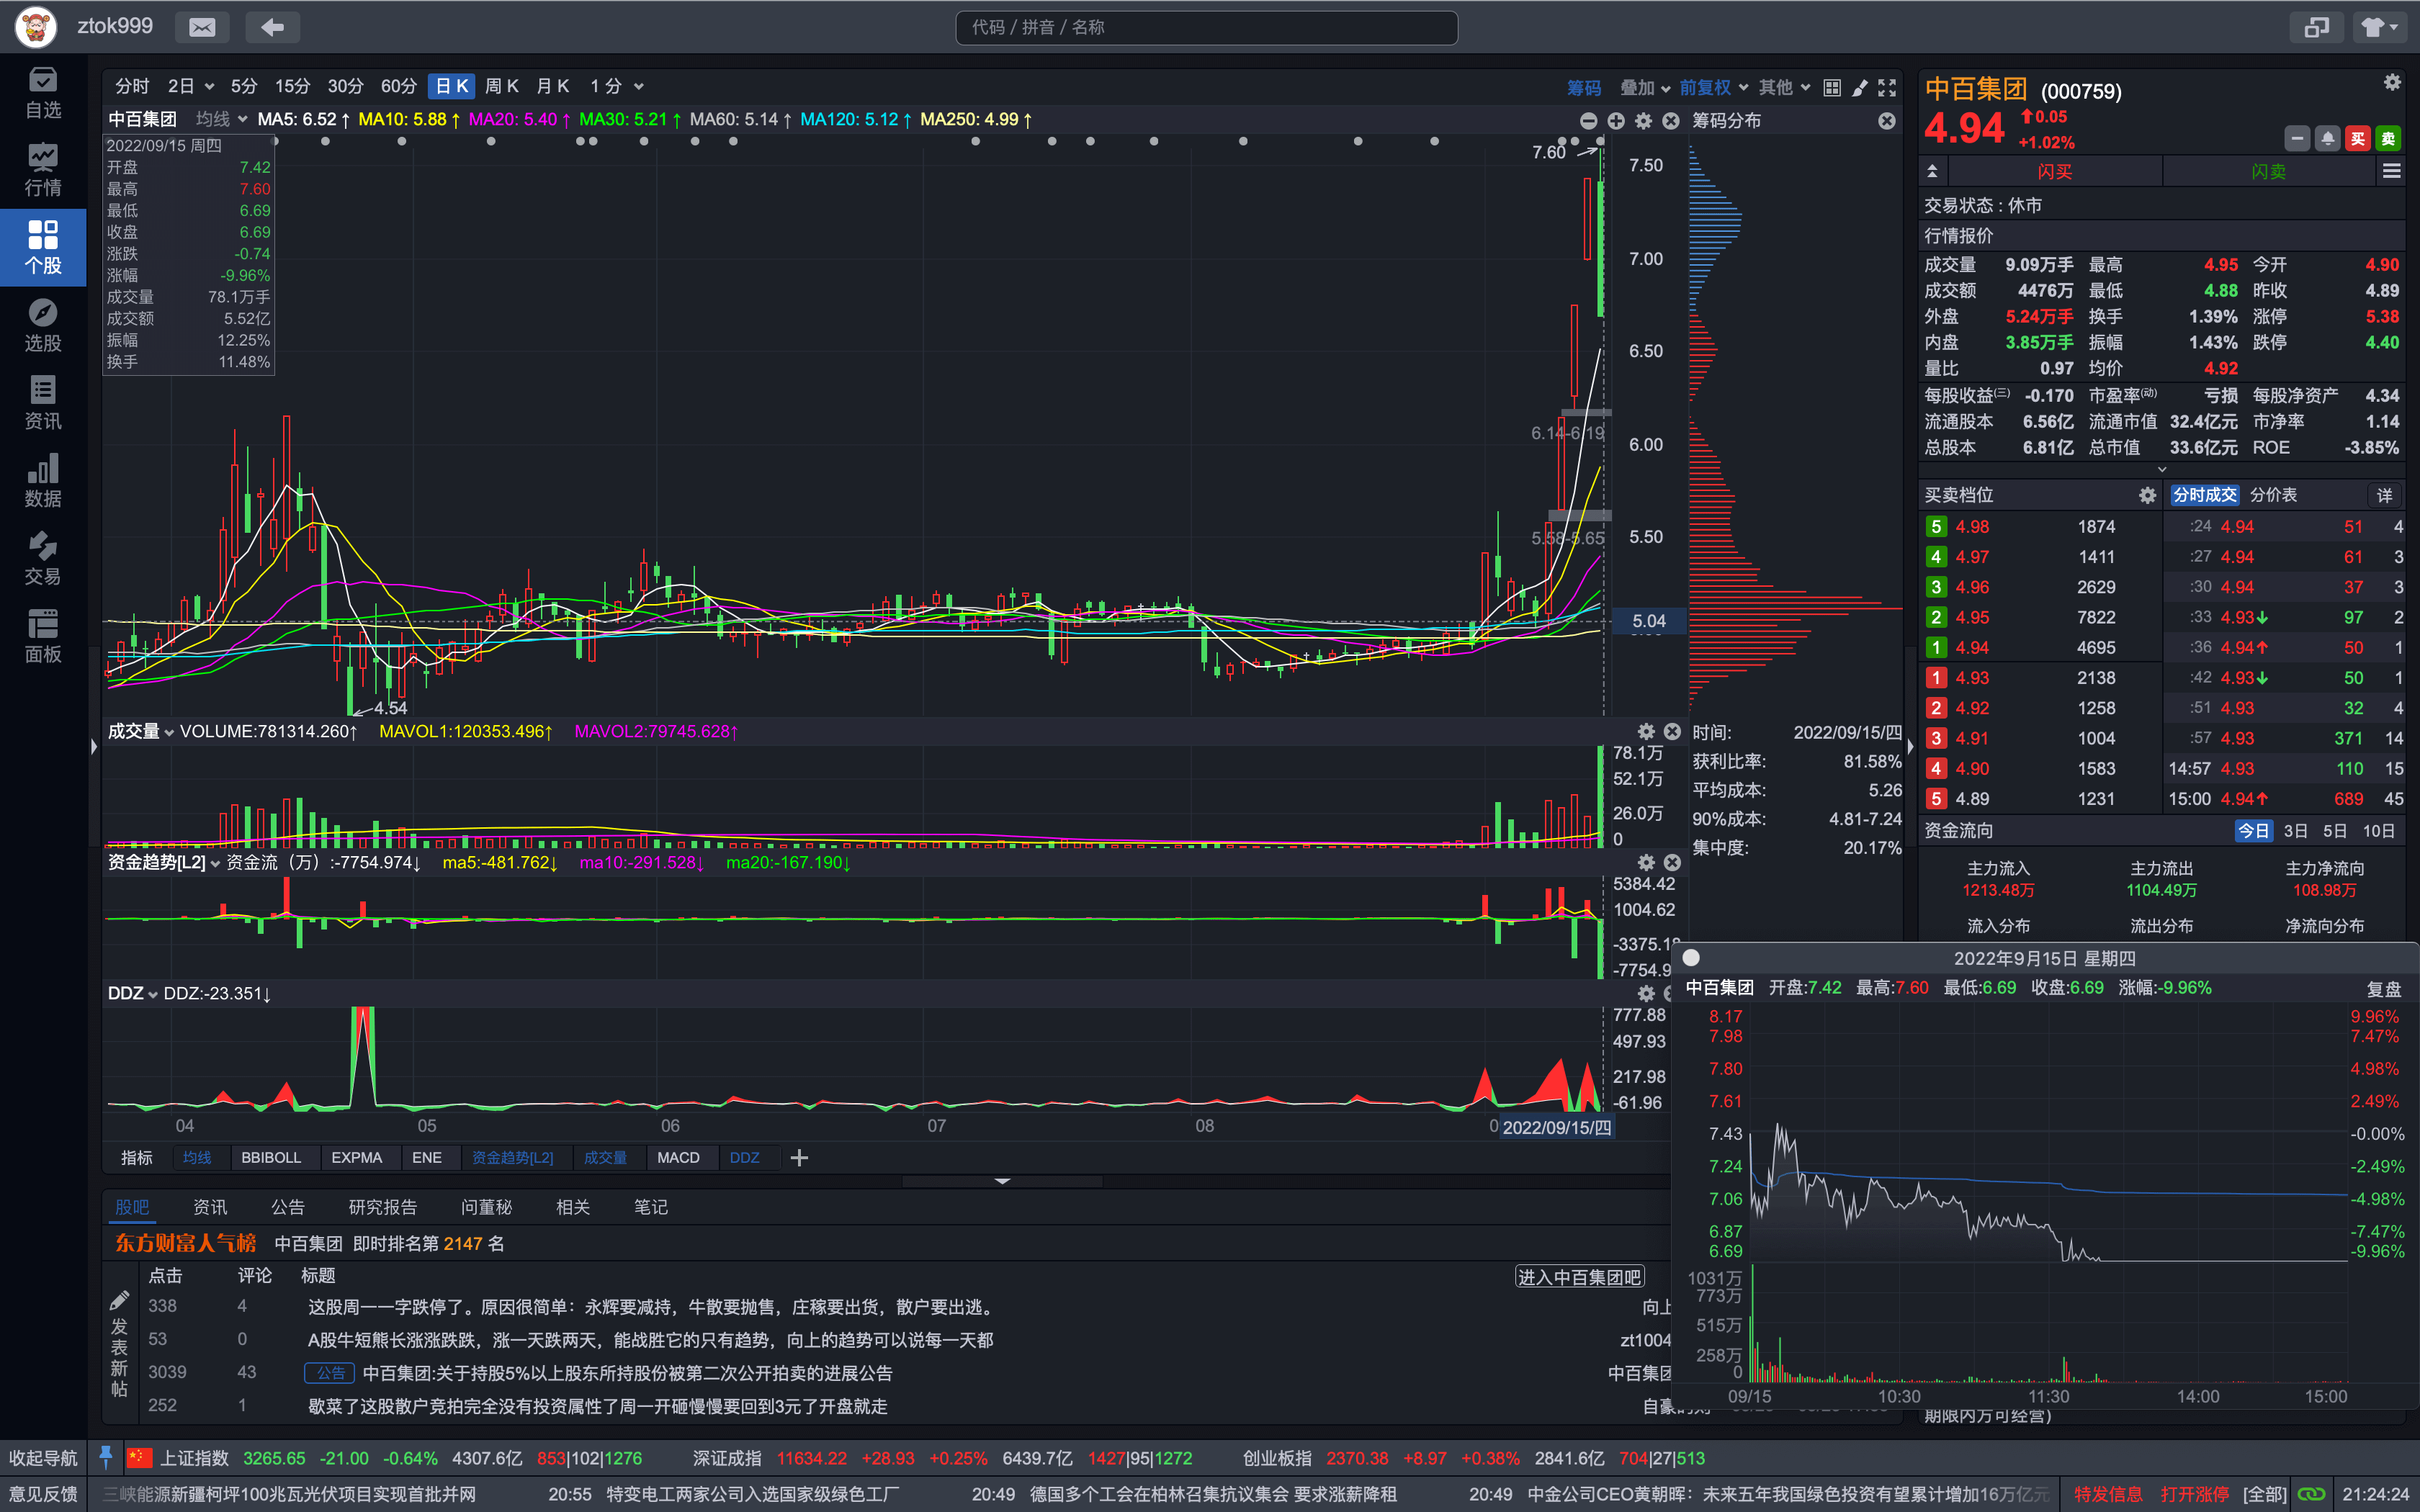 ztok999
代码 / 拼音 / 名称
自选
行情
个股
选股
资讯
数据
交易
面板
分时 2日 5分 15分 30分 60分 日K 周K 月K 1分 筹码 叠加 前复权 其他
中百集团 均线 MA5: 6.52↑ MA10: 5.88↑ MA20: 5.40↑ MA30: 5.21↑ MA60: 5.14↑ MA120: 5.12↑ MA250: 4.99↑ 筹码分布
2022/09/15 周四
开盘 7.42
最高 7.60
最低 6.69
收盘 6.69
涨跌 -0.74
涨幅 -9.96%
成交量 78.1万手
成交额 5.52亿
振幅 12.25%
换手 11.48%
7.60
7.50
7.00
6.50
6.14-6.19
6.00
5.58-5.65
5.50
5.04
4.54
成交量 VOLUME:781314.260↑ MAVOL1:120353.496↑ MAVOL2:79745.628↑
78.1万
52.1万
26.0万
0
资金趋势[L2] 资金流（万）:-7754.974↓ ma5:-481.762↓ ma10:-291.528↓ ma20:-167.190↓
5384.42
1004.62
-3375.18
-7754.9
DDZ DDZ:-23.351↓
777.88
497.93
217.98
-61.96
04 05 06 07 08 0 2022/09/15/四
时间: 2022/09/15/四
获利比率: 81.58%
平均成本: 5.26
90%成本: 4.81-7.24
集中度: 20.17%
指标 均线 BBIBOLL EXPMA ENE 资金趋势[L2] 成交量 MACD DDZ
股吧 资讯 公告 研究报告 问董秘 相关 笔记
东方财富人气榜 中百集团 即时排名第 2147 名
点击 评论 标题 进入中百集团吧
发表新帖
338 4 这股周一一字跌停了。原因很简单：永辉要减持，牛散要抛售，庄稼要出货，散户要出逃。 向上
53 0 A股牛短熊长涨涨跌跌，涨一天跌两天，能战胜它的只有趋势，向上的趋势可以说每一天都 zt1004
3039 43 公告 中百集团:关于持股5%以上股东所持股份被第二次公开拍卖的进展公告 中百集团
252 1 歇菜了这股散户竞拍完全没有投资属性了周一开砸慢慢要回到3元了开盘就走
中百集团 (000759)
4.94 0.05
+1.02%
买 卖
闪买 闪卖
交易状态 : 休市
行情报价
成交量 9.09万手 最高 4.95 今开 4.90
成交额 4476万 最低 4.88 昨收 4.89
外盘 5.24万手 换手 1.39% 涨停 5.38
内盘 3.85万手 振幅 1.43% 跌停 4.40
量比 0.97 均价 4.92
每股收益(三) -0.170 市盈率(动) 亏损 每股净资产 4.34
流通股本 6.56亿 流通市值 32.4亿元 市净率 1.14
总股本 6.81亿 总市值 33.6亿元 ROE -3.85%
买卖档位 分时成交 分价表 详
5 4.98 1874 :24 4.94 51 4
4 4.97 1411 :27 4.94 61 3
3 4.96 2629 :30 4.94 37 3
2 4.95 7822 :33 4.93↓ 97 2
1 4.94 4695 :36 4.94↑ 50 1
1 4.93 2138 :42 4.93↓ 50 1
2 4.92 1258 :51 4.93 32 4
3 4.91 1004 :57 4.93 371 14
4 4.90 1583 14:57 4.93 110 15
5 4.89 1231 15:00 4.94↑ 689 45
资金流向 今日 3日 5日 10日
主力流入 主力流出 主力净流向
1213.48万 1104.49万 108.98万
流入分布 流出分布 净流向分布
2022年9月15日 星期四
中百集团 开盘:7.42 最高:7.60 最低:6.69 收盘:6.69 涨幅:-9.96% 复盘
8.17 9.96%
7.98 7.47%
7.80 4.98%
7.61 2.49%
7.43 -0.00%
7.24 -2.49%
7.06 -4.98%
6.87 -7.47%
6.69 -9.96%
1031万
773万
515万
258万
0
09/15 10:30 11:30 14:00 15:00
期限内方可经营)
收起导航 上证指数 3265.65 -21.00 -0.64% 4307.6亿 853|102|1276 深证成指 11634.22 +28.93 +0.25% 6439.7亿 1427|95|1272 创业板指 2370.38 +8.97 +0.38% 2841.6亿 704|27|513
意见反馈 三峡能源新疆柯坪100兆瓦光伏项目实现首批并网 20:55 特变电工两家公司入选国家级绿色工厂 20:49 德国多个工会在柏林召集抗议集会 要求涨薪降租 20:49 中金公司CEO黄朝晖：未来五年我国绿色投资有望累计增加16万亿元 特发信息 打开涨停 [全部] 21:24:24